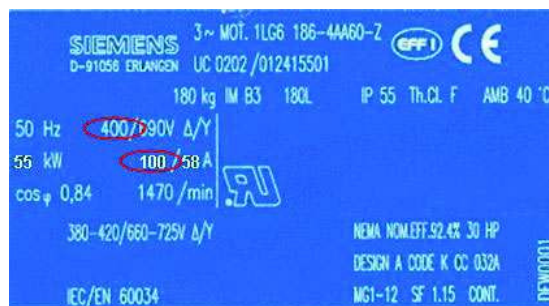 SIEMENS 3~ MOT. 1LG6 186-4AA60-Z EFF 1 CE
D-91056 ERLANGEN UC 0202 /012415501
180 kg IM B3 180L IP 55 Th.Cl. F AMB 40 °C
50 Hz 400/690V Δ/Y
55 kW 100/58 A
cosφ 0,84 1470 /min
380-420/660-725V Δ/Y
NEMA NOM.EFF.92.4% 30 HP
DESIGN A CODE K CC 032A
IEC/EN 60034 MG1-12 SF 1.15 CONT.